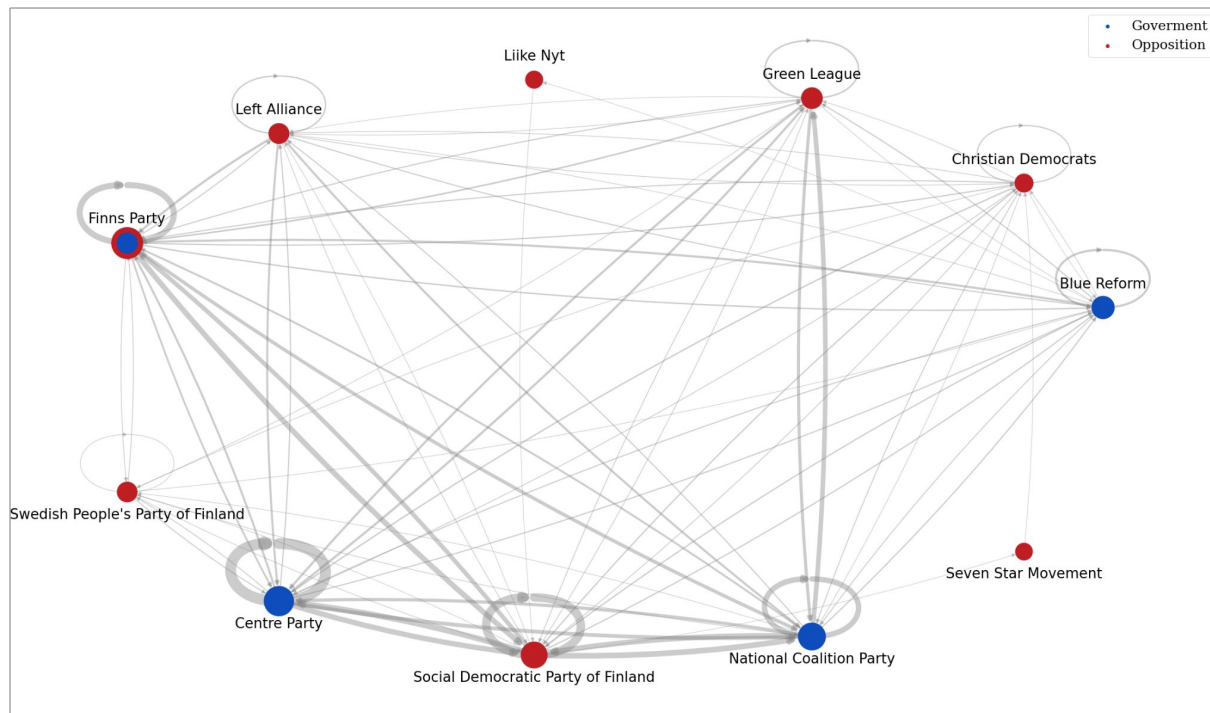 Goverment
Opposition
Liike Nyt
Green League
Left Alliance
Christian Democrats
Finns Party
Blue Reform
Swedish People's Party of Finland
Seven Star Movement
Centre Party
National Coalition Party
Social Democratic Party of Finland